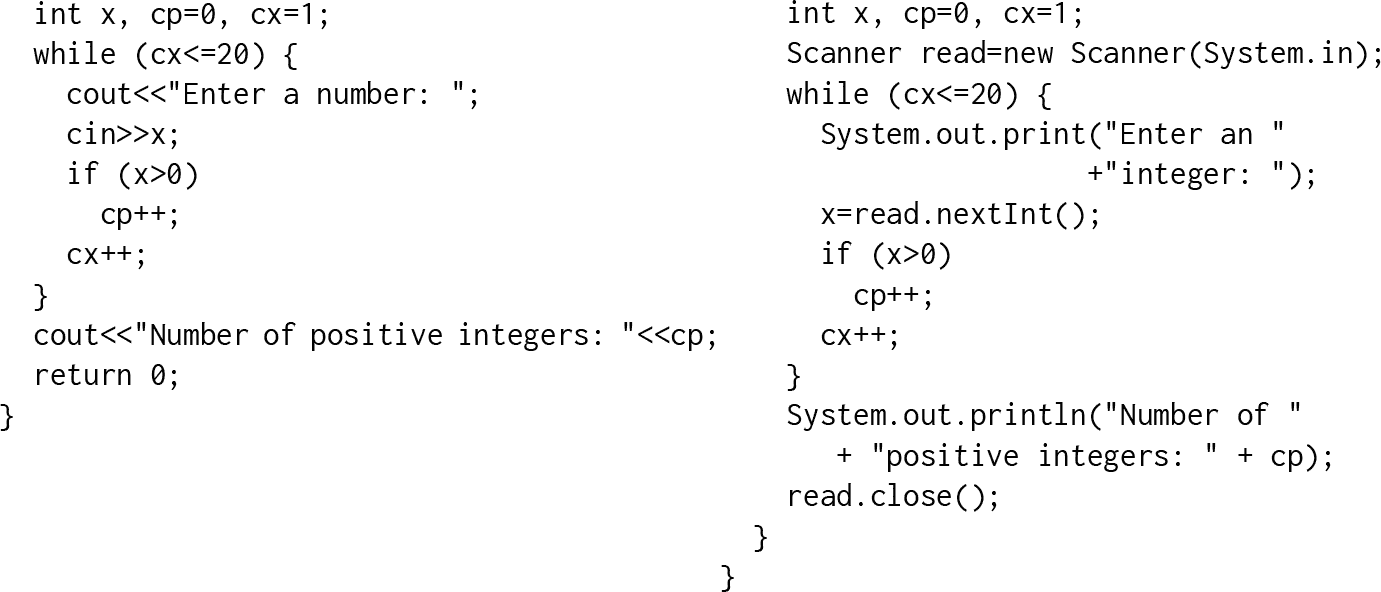 int x, cp=0, cx=1;
  while (cx<=20) {
    cout<<"Enter a number: ";
    cin>>x;
    if (x>0)
      cp++;
    cx++;
  }
  cout<<"Number of positive integers: "<<cp;
  return 0;
}
    int x, cp=0, cx=1;
    Scanner read=new Scanner(System.in);
    while (cx<=20) {
      System.out.print("Enter an "
                      +"integer: ");
      x=read.nextInt();
      if (x>0)
        cp++;
      cx++;
    }
    System.out.println("Number of "
       + "positive integers: " + cp);
    read.close();
  }
}